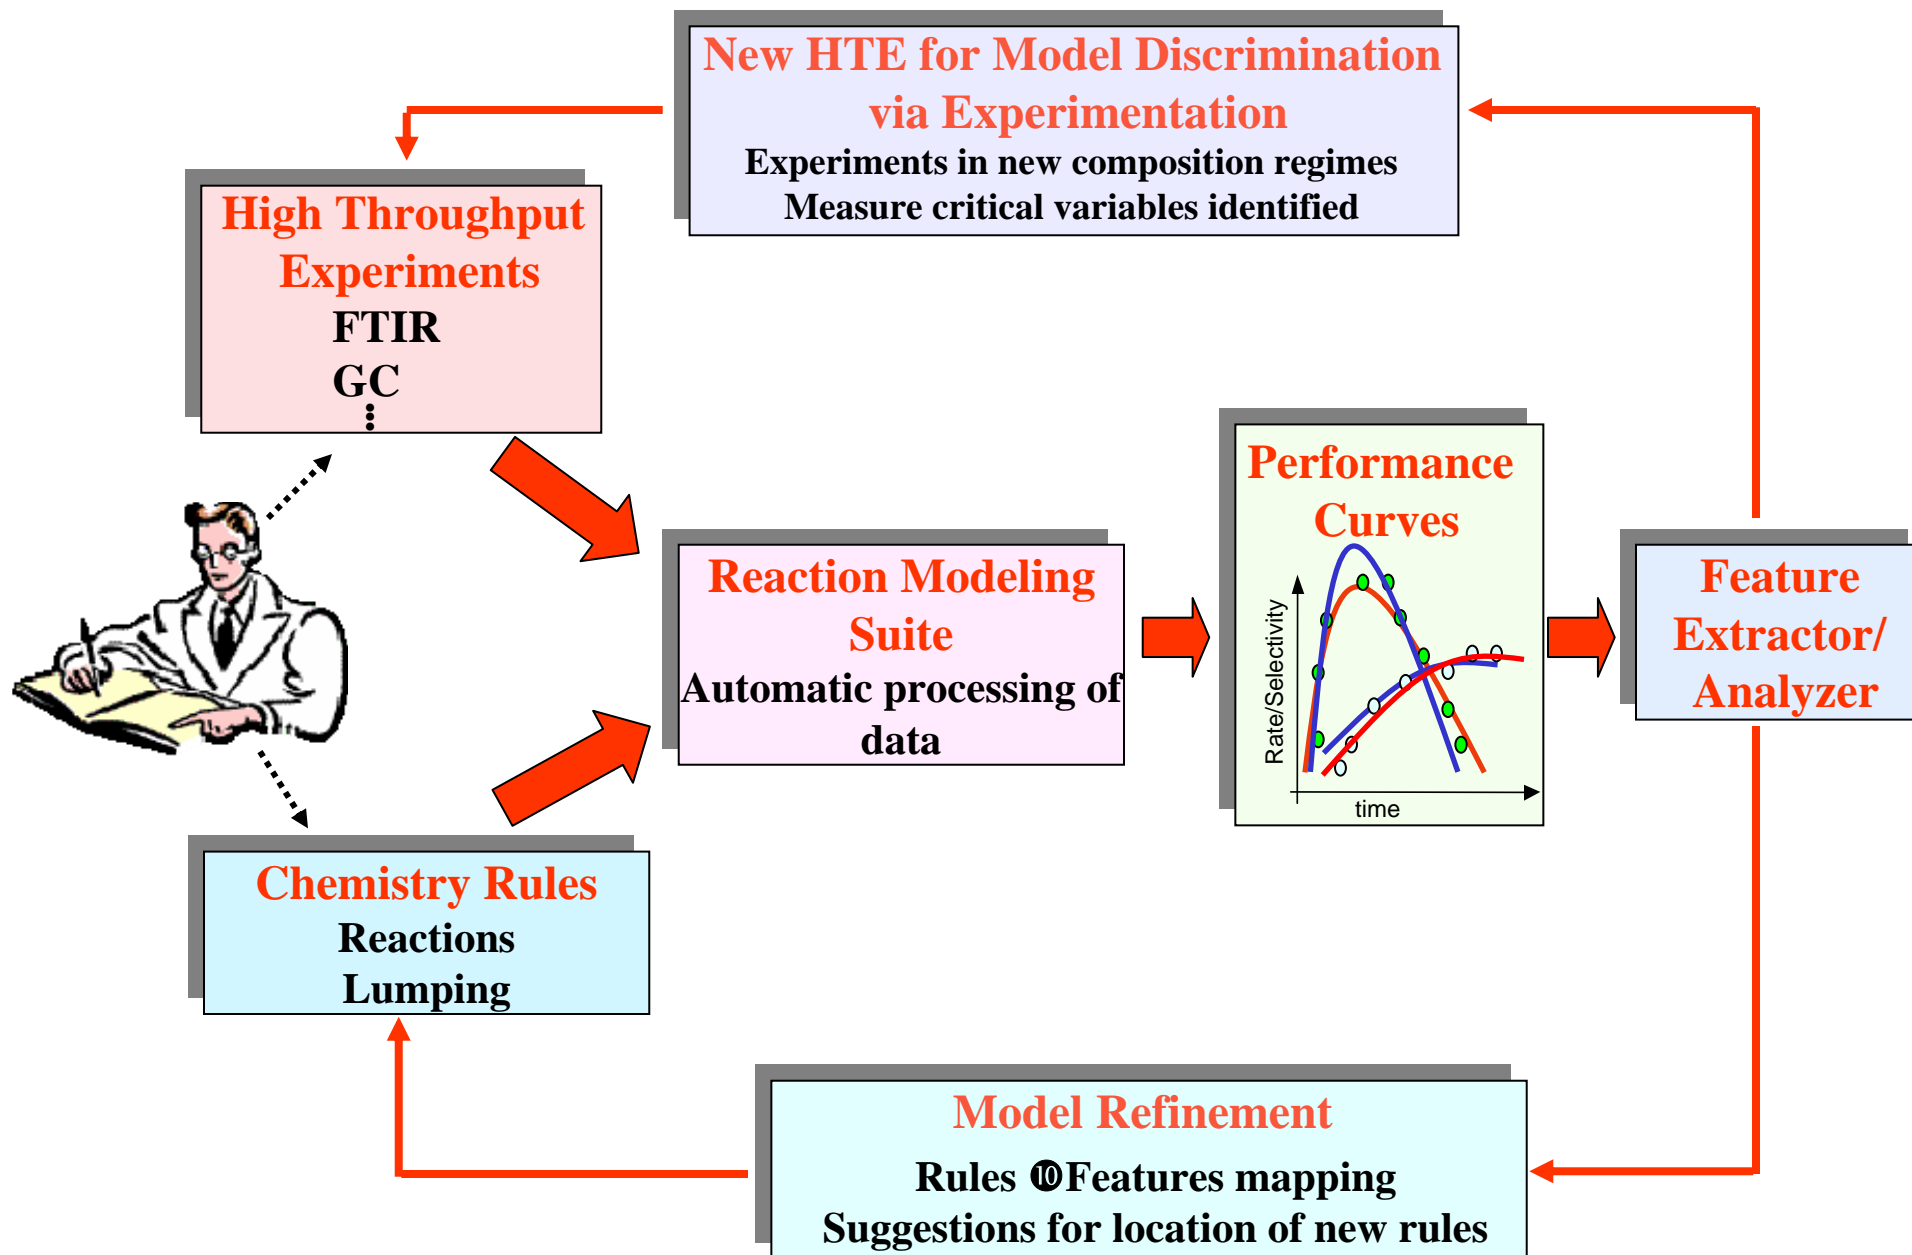 New HTE for Model Discrimination
via Experimentation
Experiments in new composition regimes
Measure critical variables identified
High Throughput
Experiments
FTIR
GC
⋮
Performance
Curves
Rate/Selectivity
time
Reaction Modeling
Suite
Automatic processing of
data
Feature
Extractor/
Analyzer
Chemistry Rules
Reactions
Lumping
Model Refinement
Rules ❿Features mapping
Suggestions for location of new rules